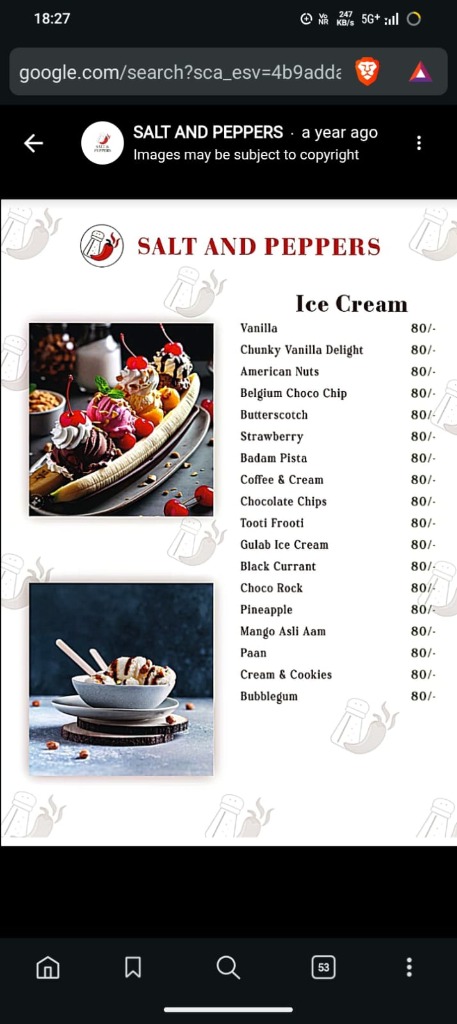 18:27
Vo NR
247 KB/s
5G+
google.com/search?sca_esv=4b9adda
SALT AND PEPPERS · a year ago
Images may be subject to copyright
SALT AND PEPPERS
Ice Cream
Vanilla 80/-
Chunky Vanilla Delight 80/-
American Nuts 80/-
Belgium Choco Chip 80/-
Butterscotch 80/-
Strawberry 80/-
Badam Pista 80/-
Coffee & Cream 80/-
Chocolate Chips 80/-
Tooti Frooti 80/-
Gulab Ice Cream 80/-
Black Currant 80/-
Choco Rock 80/-
Pineapple 80/-
Mango Asli Aam 80/-
Paan 80/-
Cream & Cookies 80/-
Bubblegum 80/-
53